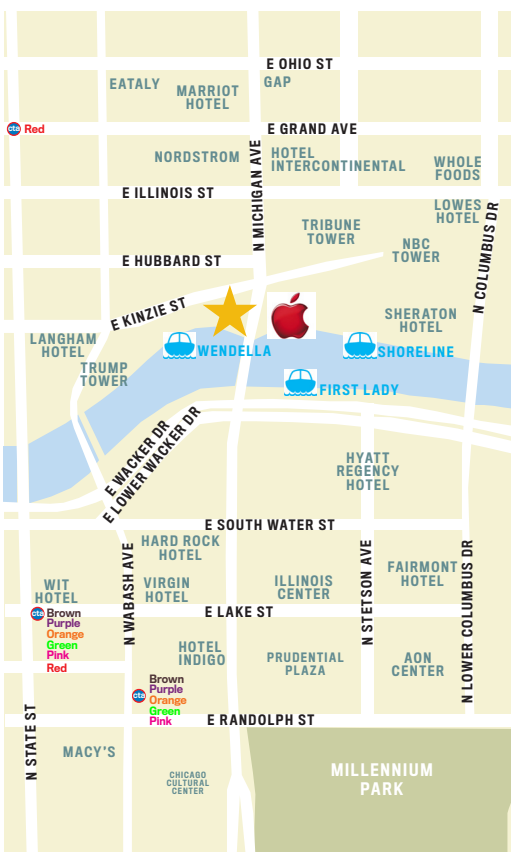 E OHIO ST
EATALY
GAP
MARRIOT
HOTEL
cta Red
E GRAND AVE
N MICHIGAN AVE
NORDSTROM
HOTEL
INTERCONTINENTAL
WHOLE
FOODS
E ILLINOIS ST
LOWES
HOTEL
TRIBUNE
TOWER
NBC
TOWER
N COLUMBUS DR
E HUBBARD ST
E KINZIE ST
SHERATON
HOTEL
LANGHAM
HOTEL
WENDELLA
SHORELINE
TRUMP
TOWER
FIRST LADY
E WACKER DR
E LOWER WACKER DR
HYATT
REGENCY
HOTEL
E SOUTH WATER ST
HARD ROCK
HOTEL
N WABASH AVE
N STETSON AVE
N LOWER COLUMBUS DR
FAIRMONT
HOTEL
WIT
HOTEL
VIRGIN
HOTEL
ILLINOIS
CENTER
cta Brown
Purple
Orange
Green
Pink
Red
E LAKE ST
HOTEL
INDIGO
PRUDENTIAL
PLAZA
AON
CENTER
cta Brown
Purple
Orange
Green
Pink
E RANDOLPH ST
N STATE ST
MACY'S
CHICAGO
CULTURAL
CENTER
MILLENNIUM
PARK